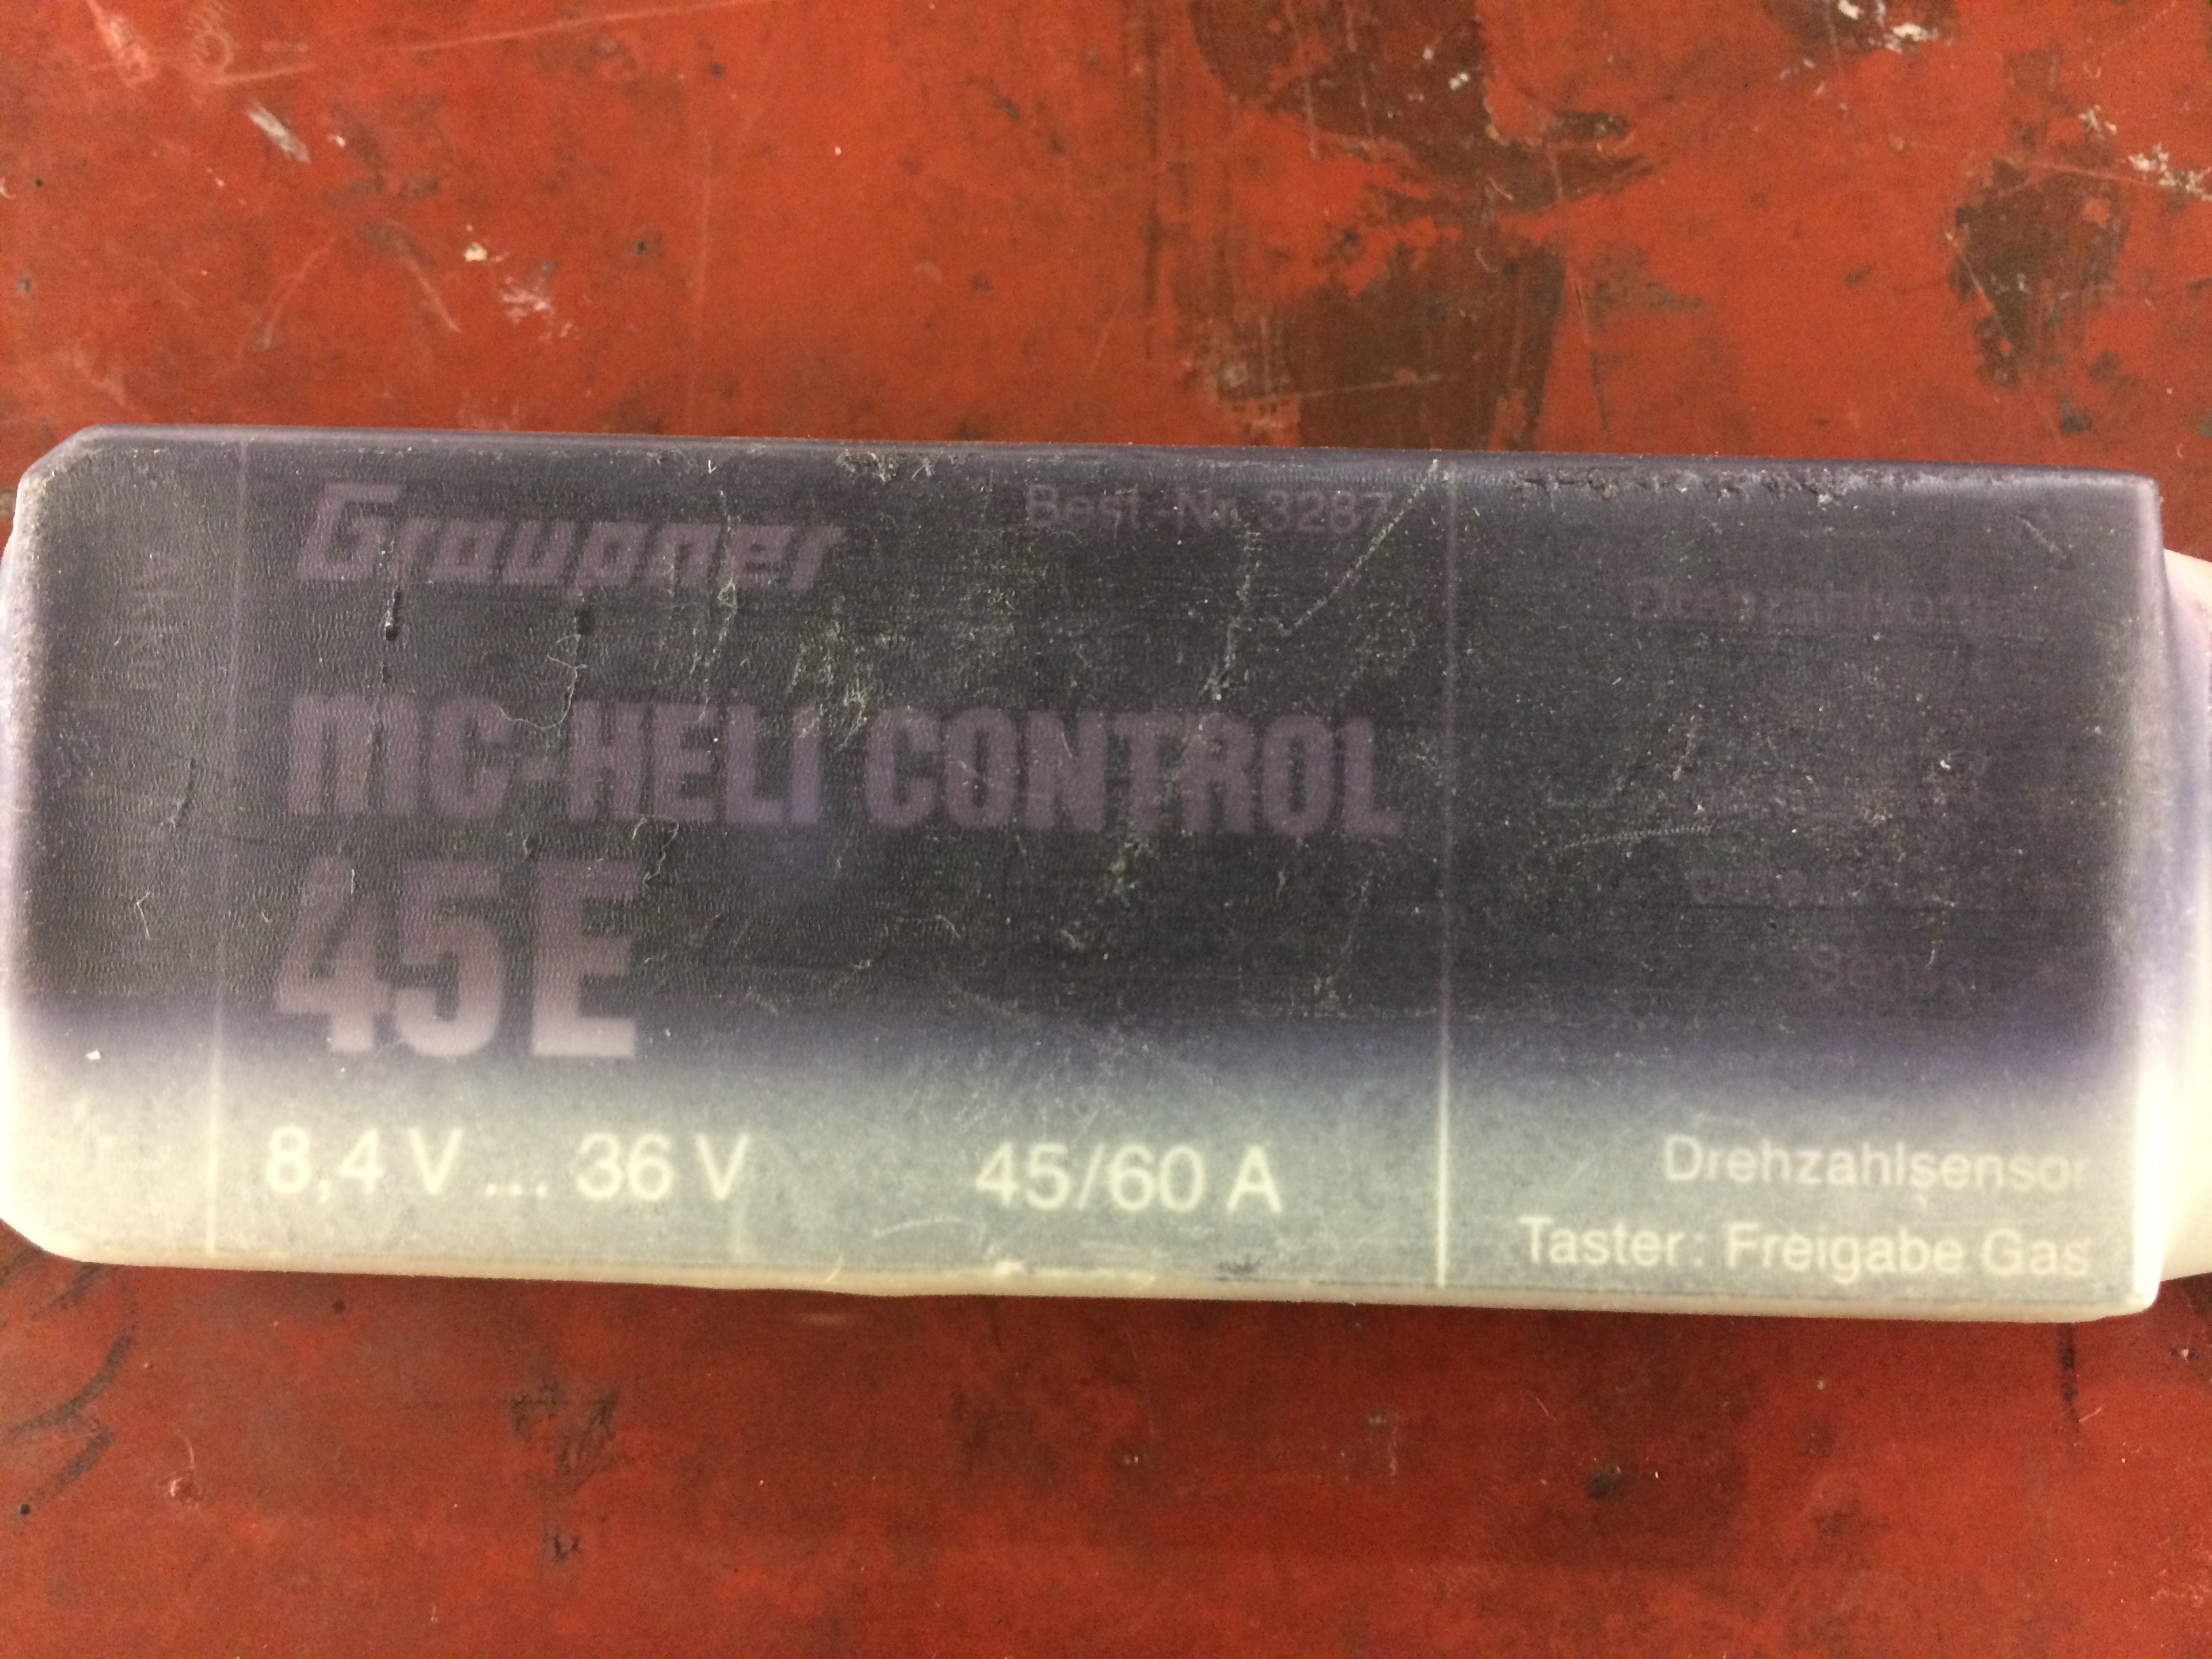 Graupner
Best.-Nr. 3287
MC-HELI CONTROL
45E
8,4 V ... 36 V
45/60 A
Drehzahlsensor
Taster: Freigabe Gas